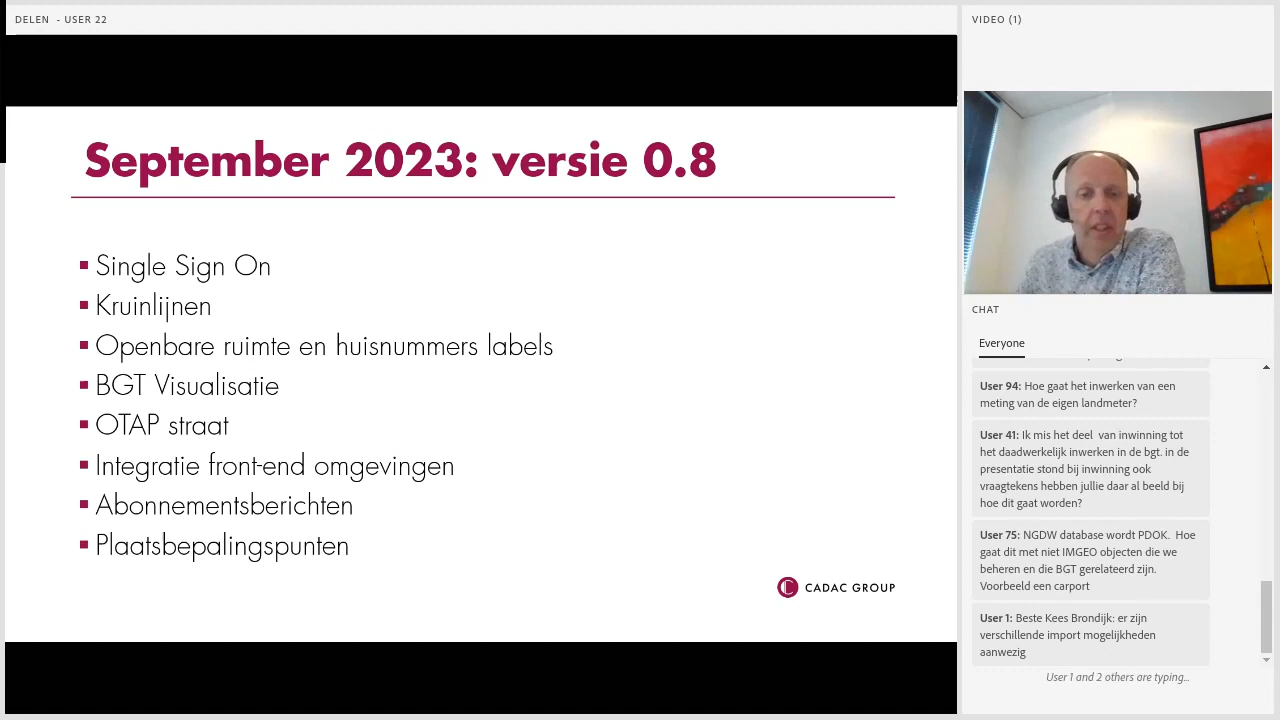 DELEN - USER 22
September 2023: versie 0.8
Single Sign On
Kruinlijnen
Openbare ruimte en huisnummers labels
BGT Visualisatie
OTAP straat
Integratie front-end omgevingen
Abonnementsberichten
Plaatsbepalingspunten
CADAC GROUP
VIDEO (1)
CHAT
Everyone
User 94: Hoe gaat het inwerken van een
meting van de eigen landmeter?
User 41: Ik mis het deel van inwinning tot
het daadwerkelijk inwerken in de bgt. in de
presentatie stond bij inwinning ook
vraagtekens hebben jullie daar al beeld bij
hoe dit gaat worden?
User 75: NGDW database wordt PDOK. Hoe
gaat dit met niet IMGEO objecten die we
beheren en die BGT gerelateerd zijn.
Voorbeeld een carport
User 1: Beste Kees Brondijk: er zijn
verschillende import mogelijkheden
aanwezig
User 1 and 2 others are typing...